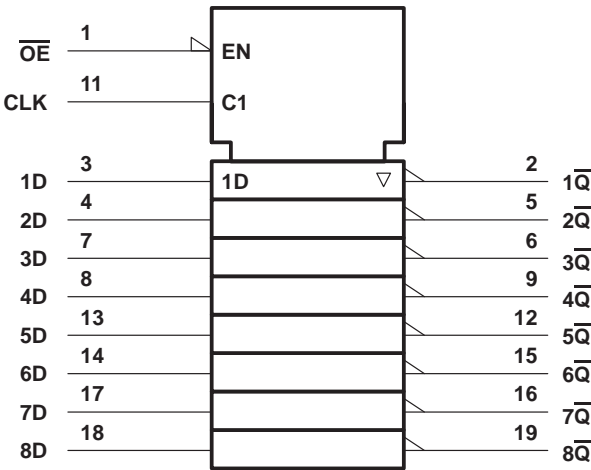 OE 1 EN
CLK 11 C1
1D 3 1D 2 1Q
2D 4 5 2Q
3D 7 6 3Q
4D 8 9 4Q
5D 13 12 5Q
6D 14 15 6Q
7D 17 16 7Q
8D 18 19 8Q